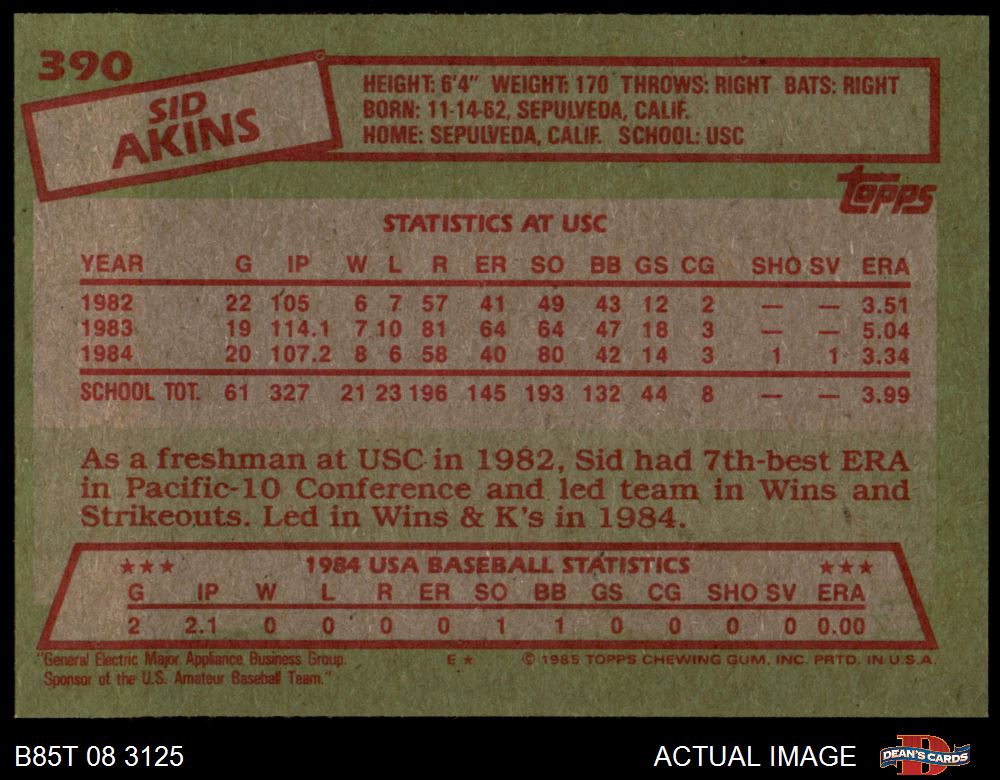 390
SID
AKINS
HEIGHT: 6'4" WEIGHT: 170 THROWS: RIGHT BATS: RIGHT
BORN: 11-14-62, SEPULVEDA, CALIF.
HOME: SEPULVEDA, CALIF. SCHOOL: USC
topps
STATISTICS AT USC
YEAR G IP W L R ER SO BB GS CG SHO SV ERA
1982 22 105 6 7 57 41 49 43 12 2 — — 3.51
1983 19 114.1 7 10 81 64 64 47 18 3 — — 5.04
1984 20 107.2 8 6 58 40 80 42 14 3 1 1 3.34
SCHOOL TOT. 61 327 21 23 196 145 193 132 44 8 — — 3.99
As a freshman at USC in 1982, Sid had 7th-best ERA
in Pacific-10 Conference and led team in Wins and
Strikeouts. Led in Wins & K's in 1984.
★★★ 1984 USA BASEBALL STATISTICS ★★★
G IP W L R ER SO BB GS CG SHO SV ERA
2 2.1 0 0 0 0 1 1 0 0 0 0 0.00
"General Electric Major Appliance Business Group.
Sponsor of the U.S. Amateur Baseball Team."
E ★ © 1985 TOPPS CHEWING GUM, INC. PRTD. IN U.S.A.
B85T 08 3125 ACTUAL IMAGE
D
DEAN'S CARDS